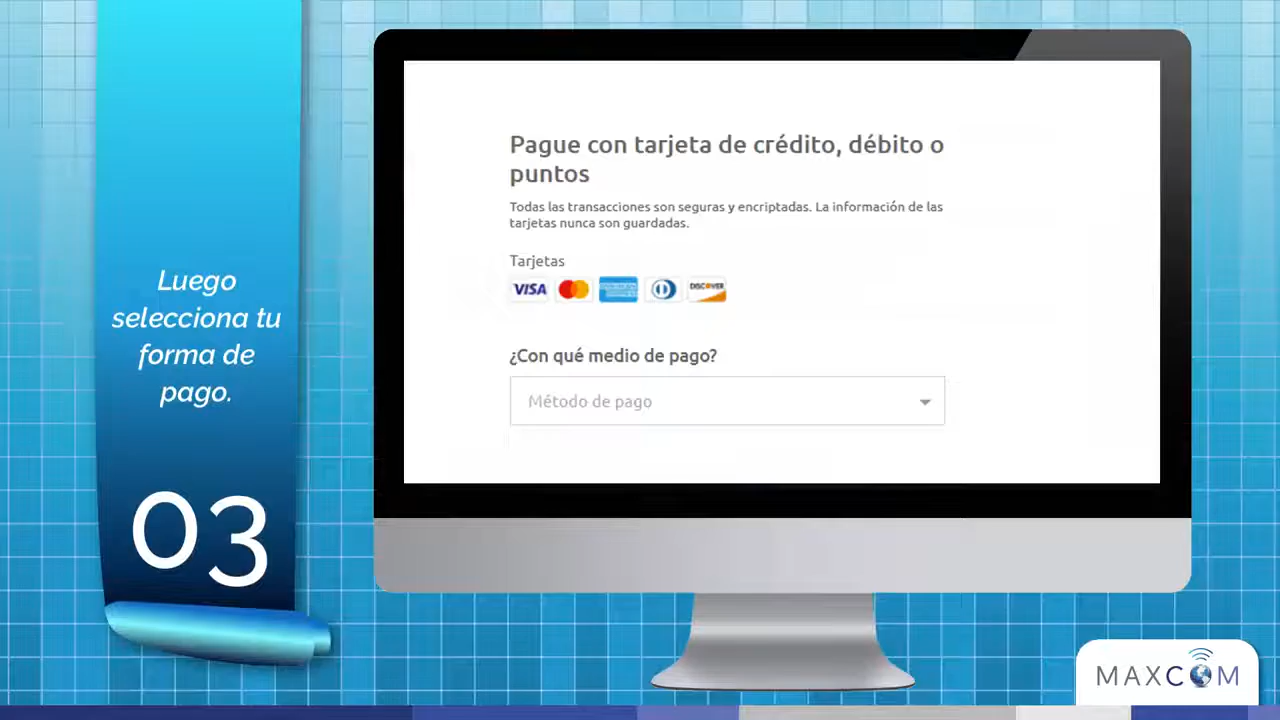 Luego
selecciona tu
forma de
pago.
03
Pague con tarjeta de crédito, débito o
puntos
Todas las transacciones son seguras y encriptadas. La información de las
tarjetas nunca son guardadas.
Tarjetas
VISA
DISCOVER
¿Con qué medio de pago?
Método de pago
MAXCOM